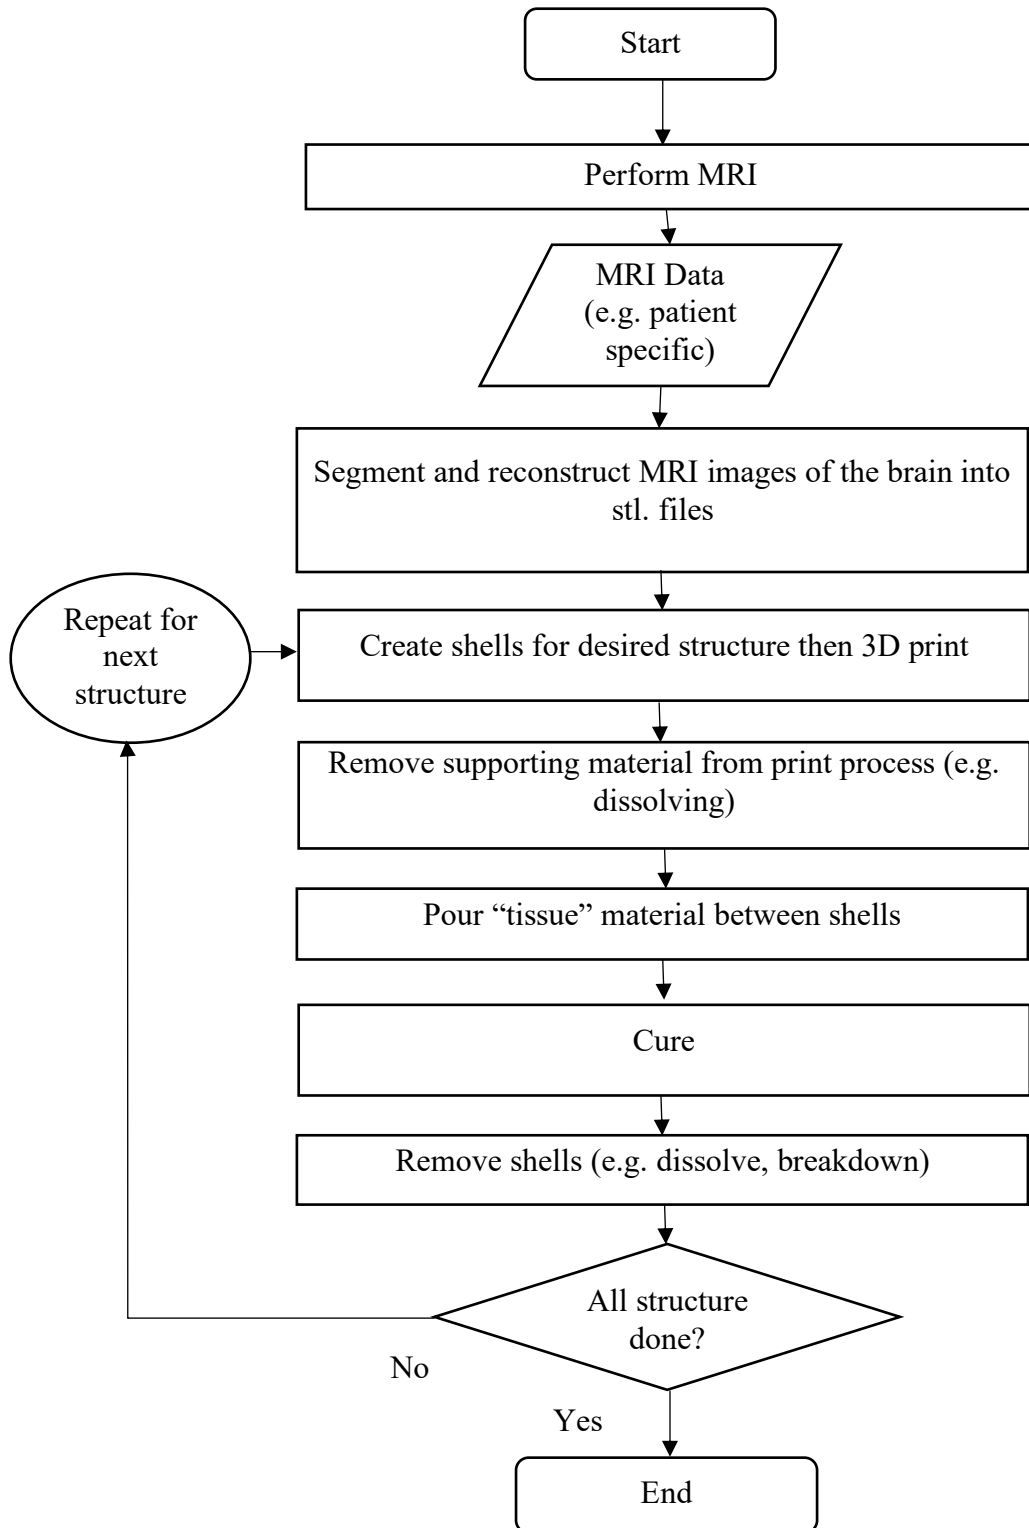 Start
Perform MRI
MRI Data
(e.g. patient
specific)
Segment and reconstruct MRI images of the brain into
stl. files
Repeat for
next
structure
Create shells for desired structure then 3D print
Remove supporting material from print process (e.g.
dissolving)
Pour “tissue” material between shells
Cure
Remove shells (e.g. dissolve, breakdown)
All structure
done?
No
Yes
End